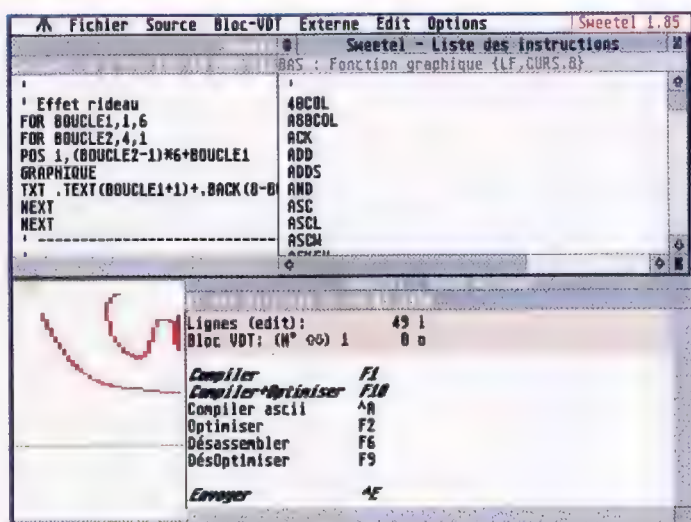 Fichier Source Bloc-VDT Externe Edit Options Sweetel 1.85
Sweetel - Liste des instructions
BAS : Fonction graphique {LF,CURS.8}
'
' Effet rideau
FOR BOUCLE1,1,6
FOR BOUCLE2,4,1
POS 1,(BOUCLE2-1)*6+BOUCLE1
GRAPHIQUE
TXT .TEXT(BOUCLE1+1)+.BACK(8-BO
NEXT
NEXT
' ----------------------------
'
'
40COL
A80COL
ACK
ADD
ADDS
AND
ASC
ASCL
ASCW
Lignes (edit): 49 l
Bloc VDT: (N° 00) 1 0 o
Compiler F1
Compiler+Optimiser F10
Compiler ascii ^A
Optimiser F2
Désassembler F6
DésOptimiser F9
Envoyer ^E